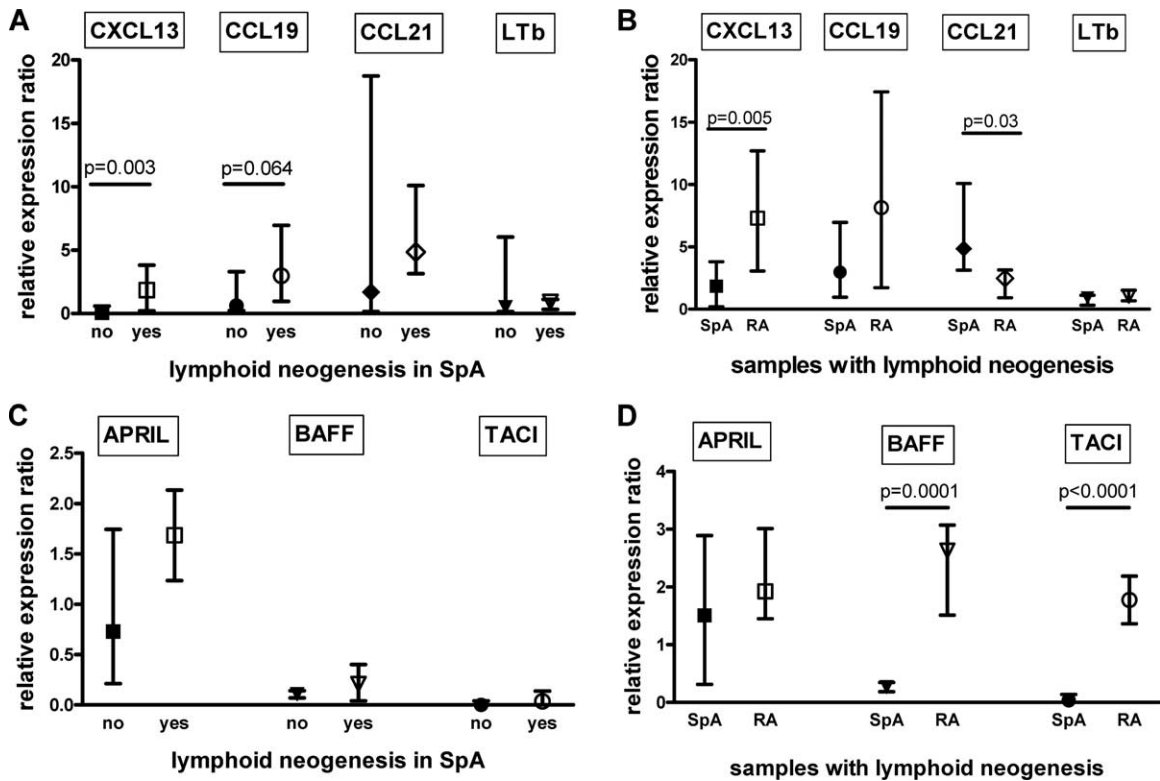 A
CXCL13 CCL19 CCL21 LTb
relative expression ratio
20
15
10
5
0
p=0.003
p=0.064
no yes no yes no yes no yes
lymphoid neogenesis in SpA
B
CXCL13 CCL19 CCL21 LTb
relative expression ratio
20
15
10
5
0
p=0.005
p=0.03
SpA RA SpA RA SpA RA SpA RA
samples with lymphoid neogenesis
C
APRIL BAFF TACI
relative expression ratio
2.5
2.0
1.5
1.0
0.5
0.0
no yes no yes no yes
lymphoid neogenesis in SpA
D
APRIL BAFF TACI
relative expression ratio
4
3
2
1
0
p=0.0001
p<0.0001
SpA RA SpA RA SpA RA
samples with lymphoid neogenesis